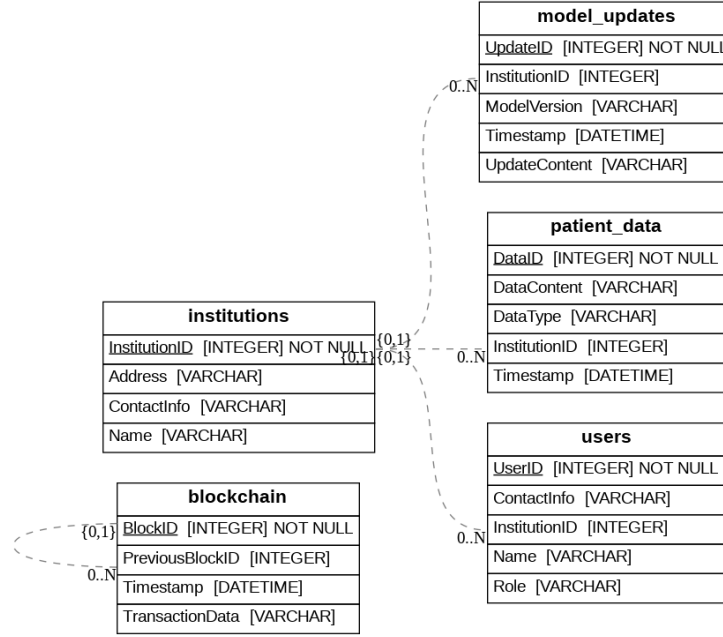 model_updates
UpdateID [INTEGER] NOT NULL
InstitutionID [INTEGER]
ModelVersion [VARCHAR]
Timestamp [DATETIME]
UpdateContent [VARCHAR]
0..N
patient_data
DataID [INTEGER] NOT NULL
DataContent [VARCHAR]
DataType [VARCHAR]
InstitutionID [INTEGER]
Timestamp [DATETIME]
0..N
institutions
InstitutionID [INTEGER] NOT NULL
Address [VARCHAR]
ContactInfo [VARCHAR]
Name [VARCHAR]
{0,1}
{0,1}
{0,1}
users
UserID [INTEGER] NOT NULL
ContactInfo [VARCHAR]
InstitutionID [INTEGER]
Name [VARCHAR]
Role [VARCHAR]
0..N
blockchain
BlockID [INTEGER] NOT NULL
PreviousBlockID [INTEGER]
Timestamp [DATETIME]
TransactionData [VARCHAR]
{0,1}
0..N